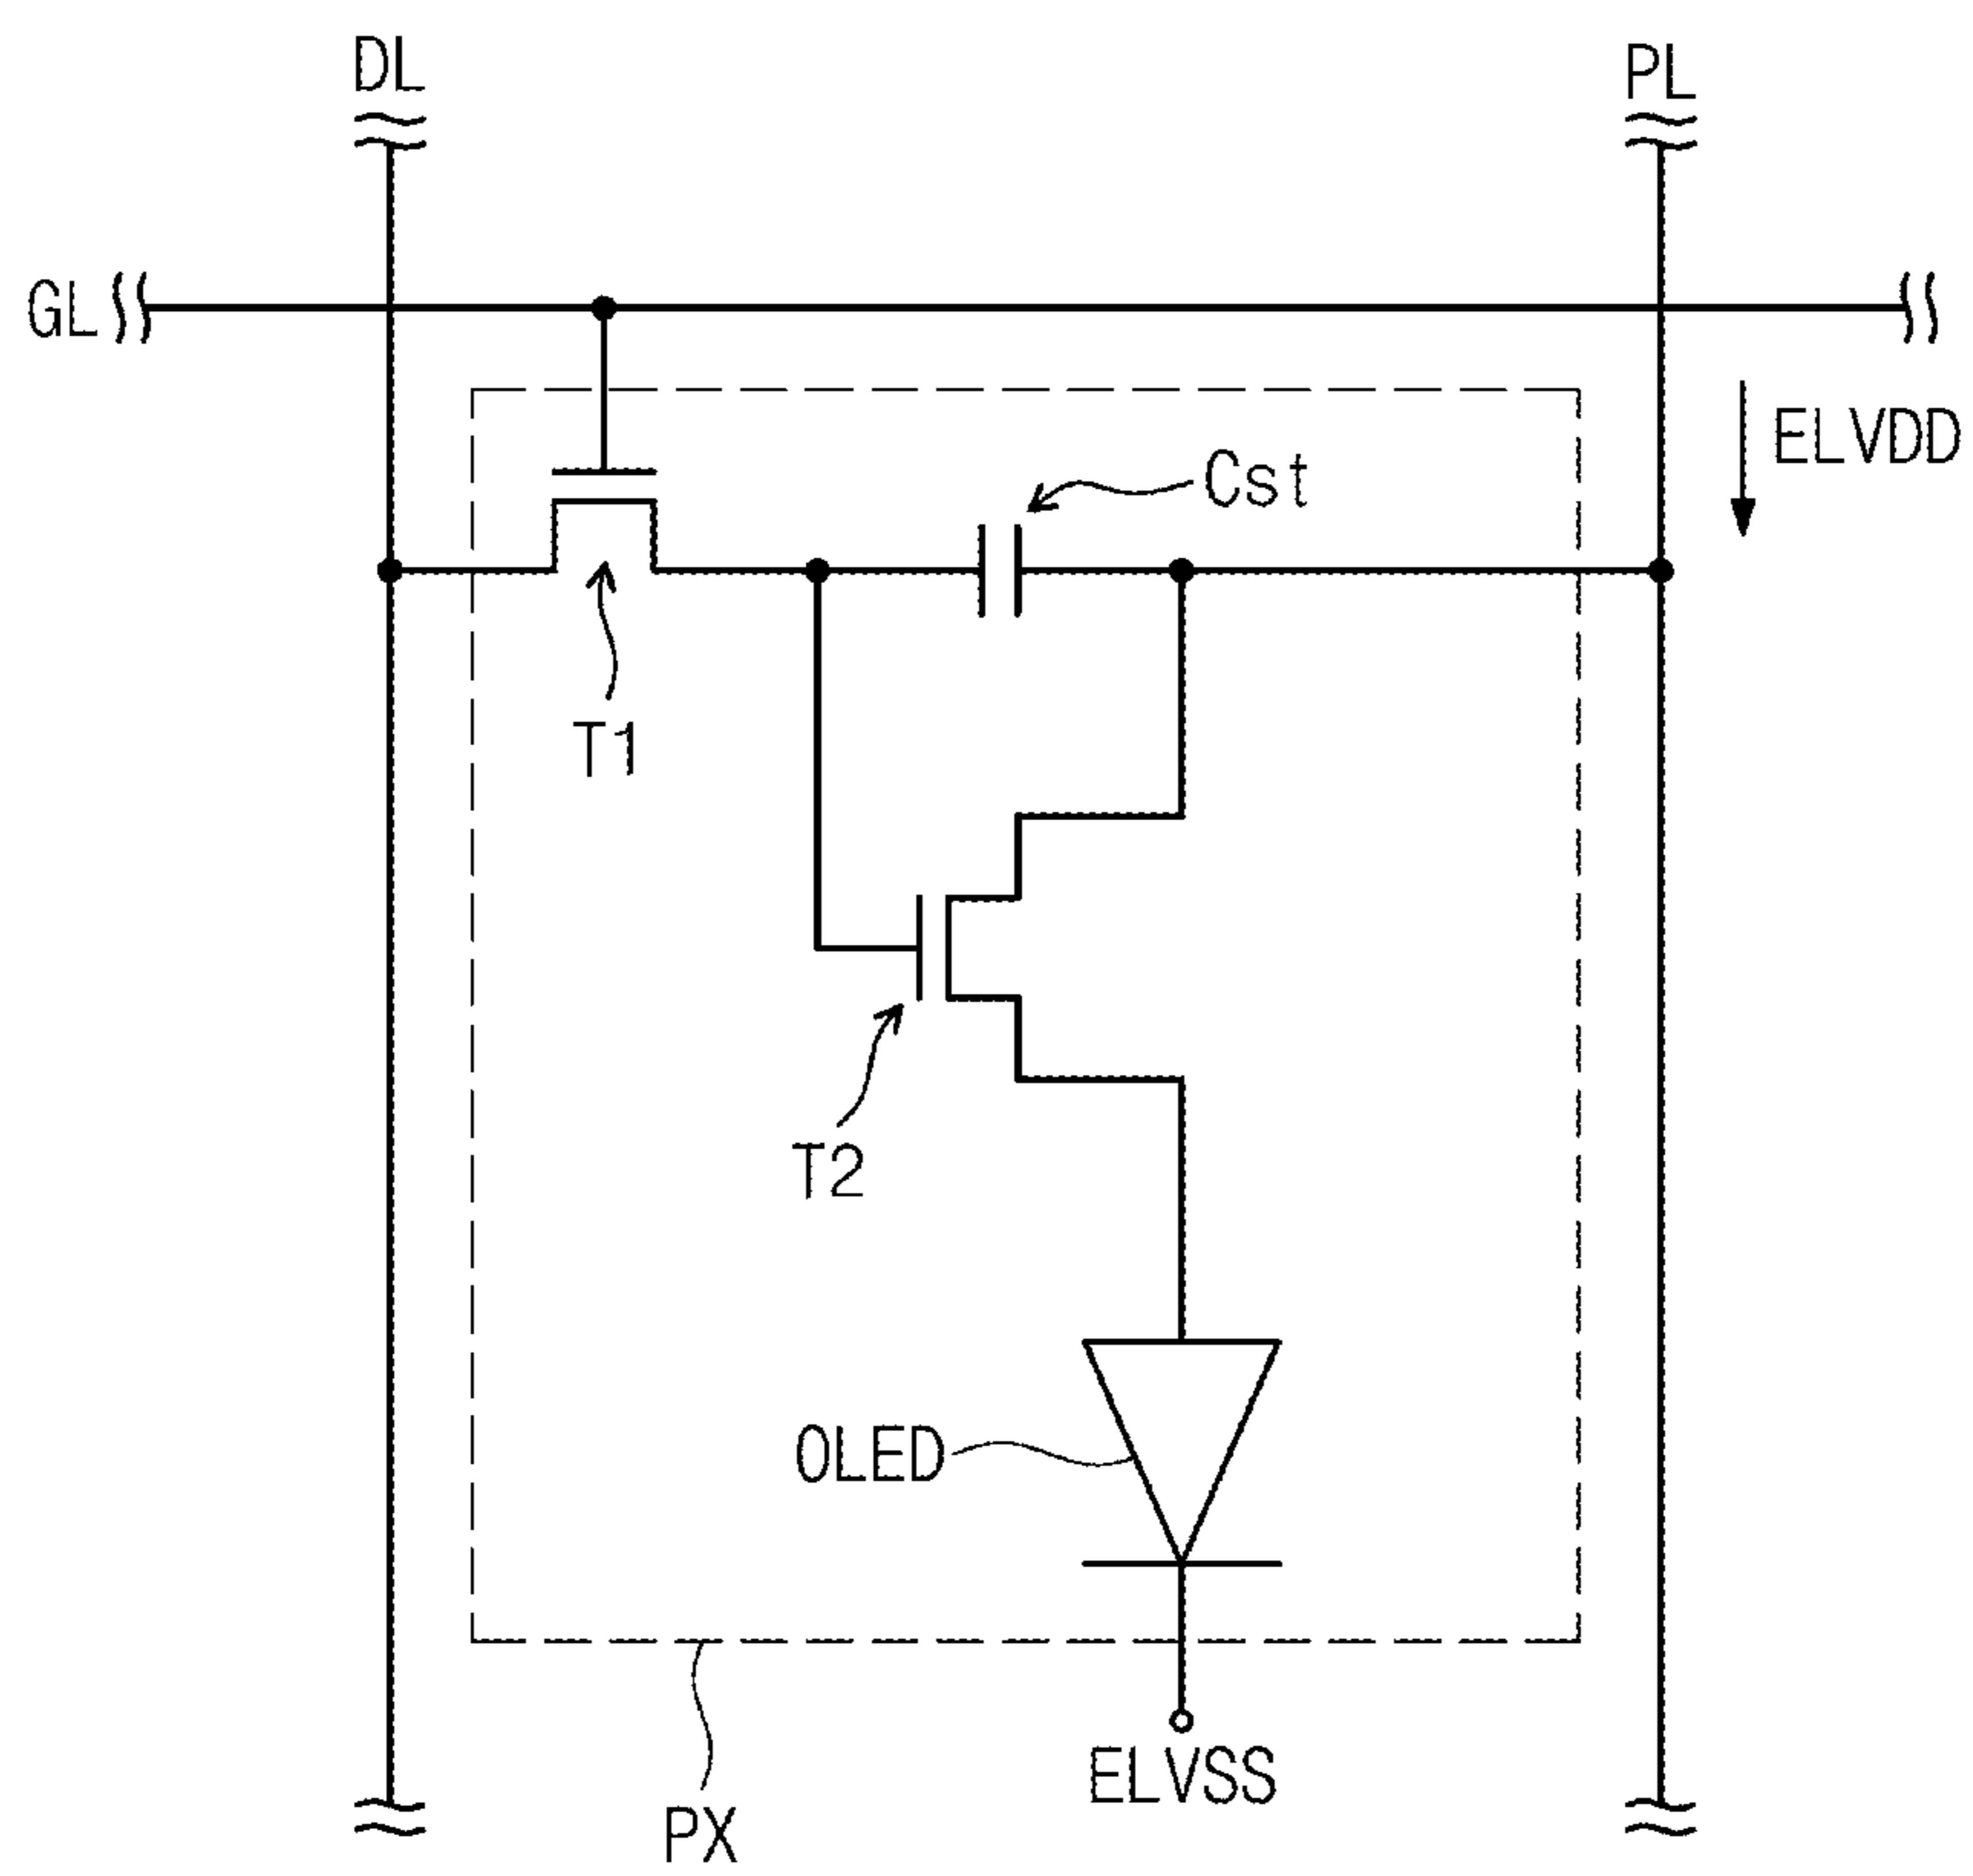 DL
PL
GL
ELVDD
Cst
T1
T2
OLED
ELVSS
PX